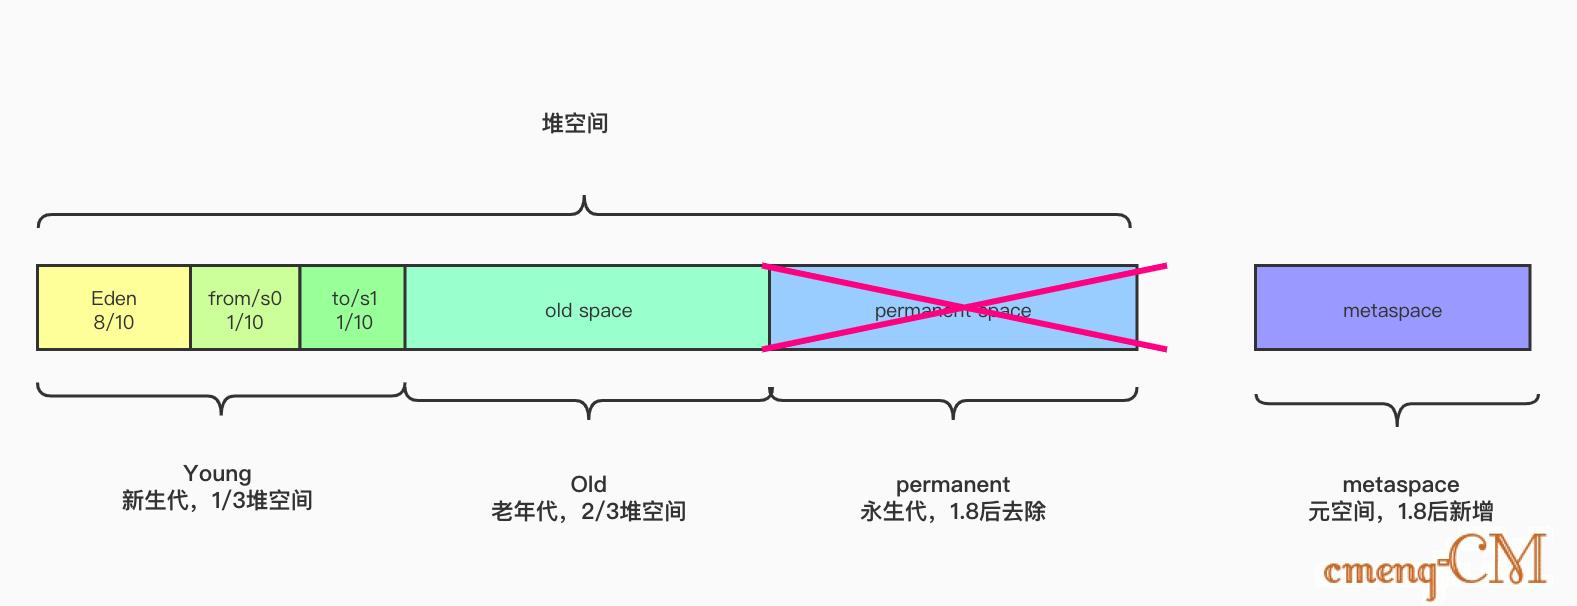 堆空间
Eden
8/10
from/s0
1/10
to/s1
1/10
old space
permanent space
metaspace
Young
新生代，1/3堆空间
Old
老年代，2/3堆空间
permanent
永生代，1.8后去除
metaspace
元空间，1.8后新增
cmenq-CM